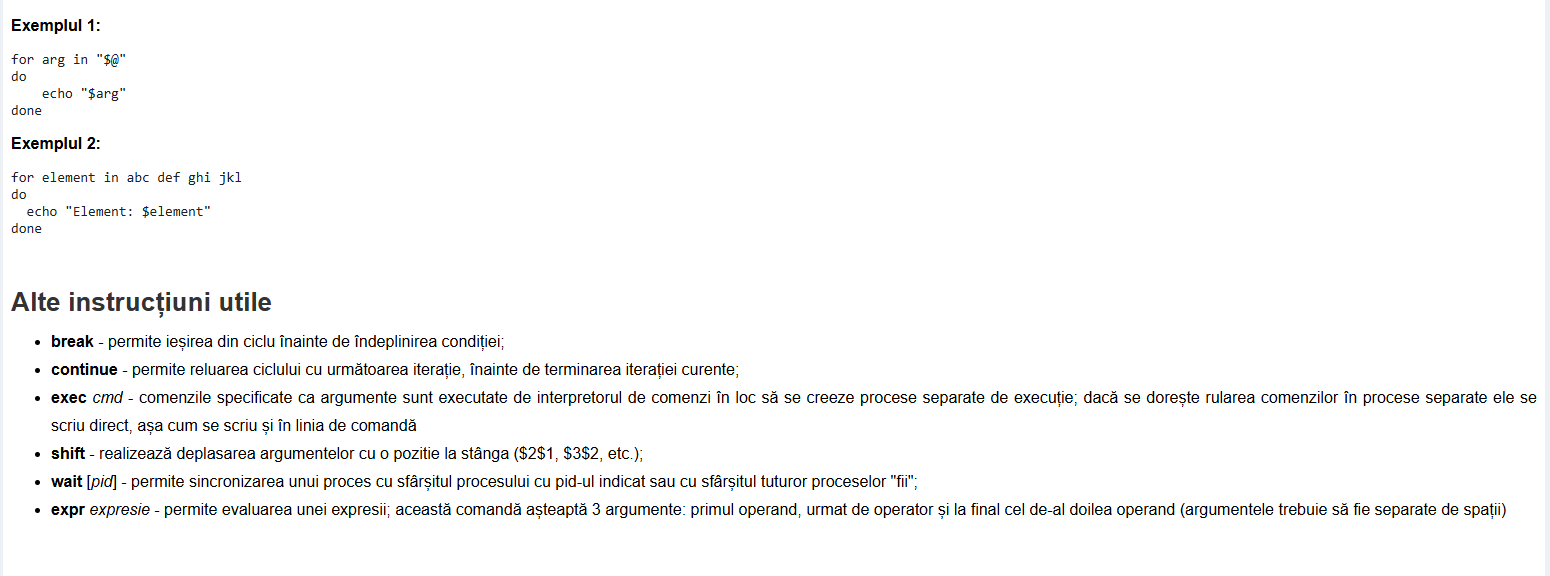 Exemplul 1:
for arg in "$@"
do
    echo "$arg"
done
Exemplul 2:
for element in abc def ghi jkl
do
  echo "Element: $element"
done
Alte instrucțiuni utile
• break - permite ieșirea din ciclu înainte de îndeplinirea condiției;
• continue - permite reluarea ciclului cu următoarea iterație, înainte de terminarea iterației curente;
• exec cmd - comenzile specificate ca argumente sunt executate de interpretorul de comenzi în loc să se creeze procese separate de execuție; dacă se dorește rularea comenzilor în procese separate ele se
scriu direct, așa cum se scriu și în linia de comandă
• shift - realizează deplasarea argumentelor cu o pozitie la stânga ($2$1, $3$2, etc.);
• wait [pid] - permite sincronizarea unui proces cu sfârșitul procesului cu pid-ul indicat sau cu sfârșitul tuturor proceselor "fii";
• expr expresie - permite evaluarea unei expresii; această comandă așteaptă 3 argumente: primul operand, urmat de operator și la final cel de-al doilea operand (argumentele trebuie să fie separate de spații)